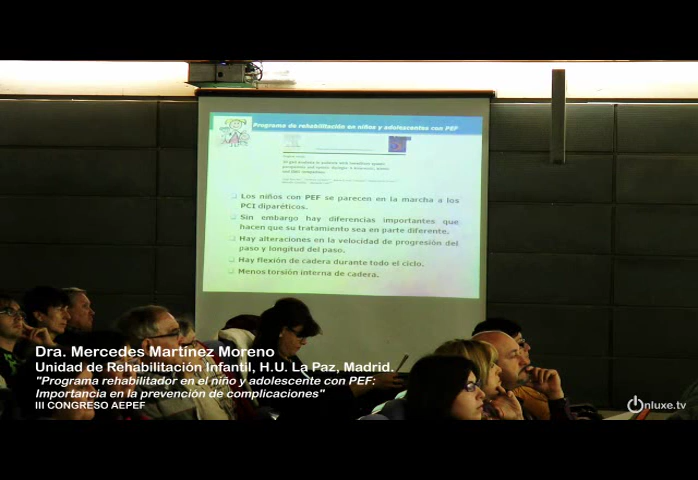 Programa de rehabilitación en niños y adolescentes con PEF
Los niños con PEF se parecen en la marcha a los
PCI diparéticos.
Sin embargo hay diferencias importantes que
hacen que su tratamiento sea en parte diferente.
Hay alteraciones en la velocidad de progresión del
paso y longitud del paso.
Hay flexión de cadera durante todo el ciclo.
Menos torsión interna de cadera.
Dra. Mercedes Martínez Moreno
Unidad de Rehabilitación Infantil, H.U. La Paz, Madrid.
"Programa rehabilitador en el niño y adolescente con PEF:
Importancia en la prevención de complicaciones"
III CONGRESO AEPEF
Onluxe.tv